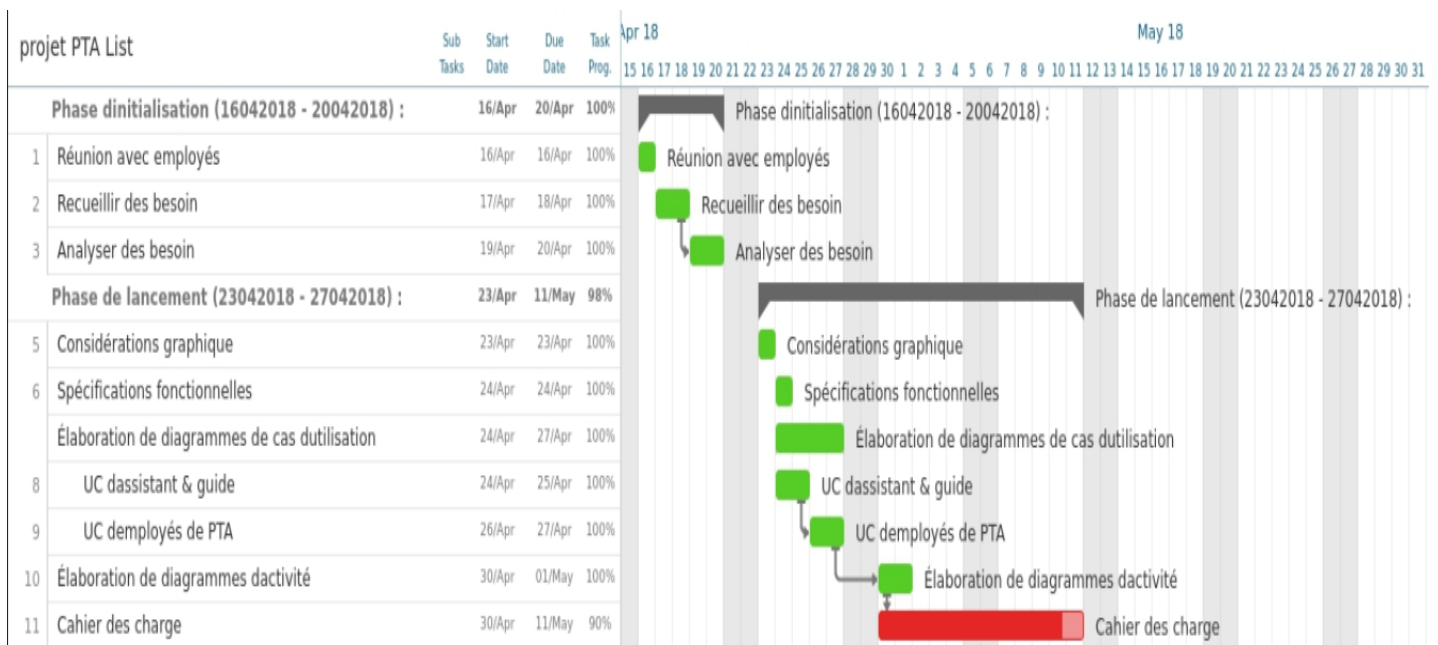 projet PTA List Sub Tasks Start Date Due Date Task Prog.
Apr 18 May 18
15 16 17 18 19 20 21 22 23 24 25 26 27 28 29 30 1 2 3 4 5 6 7 8 9 10 11 12 13 14 15 16 17 18 19 20 21 22 23 24 25 26 27 28 29 30 31
Phase dinitialisation (16042018 - 20042018) : 16/Apr 20/Apr 100% Phase dinitialisation (16042018 - 20042018) :
1 Réunion avec employés 16/Apr 16/Apr 100% Réunion avec employés
2 Recueillir des besoin 17/Apr 18/Apr 100% Recueillir des besoin
3 Analyser des besoin 19/Apr 20/Apr 100% Analyser des besoin
Phase de lancement (23042018 - 27042018) : 23/Apr 11/May 98% Phase de lancement (23042018 - 27042018) :
5 Considérations graphique 23/Apr 23/Apr 100% Considérations graphique
6 Spécifications fonctionnelles 24/Apr 24/Apr 100% Spécifications fonctionnelles
Élaboration de diagrammes de cas dutilisation 24/Apr 27/Apr 100% Élaboration de diagrammes de cas dutilisation
8 UC dassistant & guide 24/Apr 25/Apr 100% UC dassistant & guide
9 UC demployés de PTA 26/Apr 27/Apr 100% UC demployés de PTA
10 Élaboration de diagrammes dactivité 30/Apr 01/May 100% Élaboration de diagrammes dactivité
11 Cahier des charge 30/Apr 11/May 90% Cahier des charge